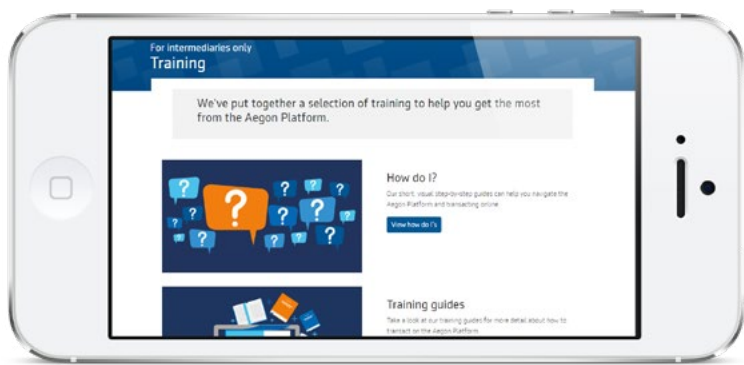 For intermediaries only
Training
We've put together a selection of training to help you get the most
from the Aegon Platform.
How do I?
Our short, visual step-by-step guides can help you navigate the
Aegon Platform and transacting online
View how do I's
Training guides
Take a look at our training guides for more detail about how to
transact on the Aegon Platform